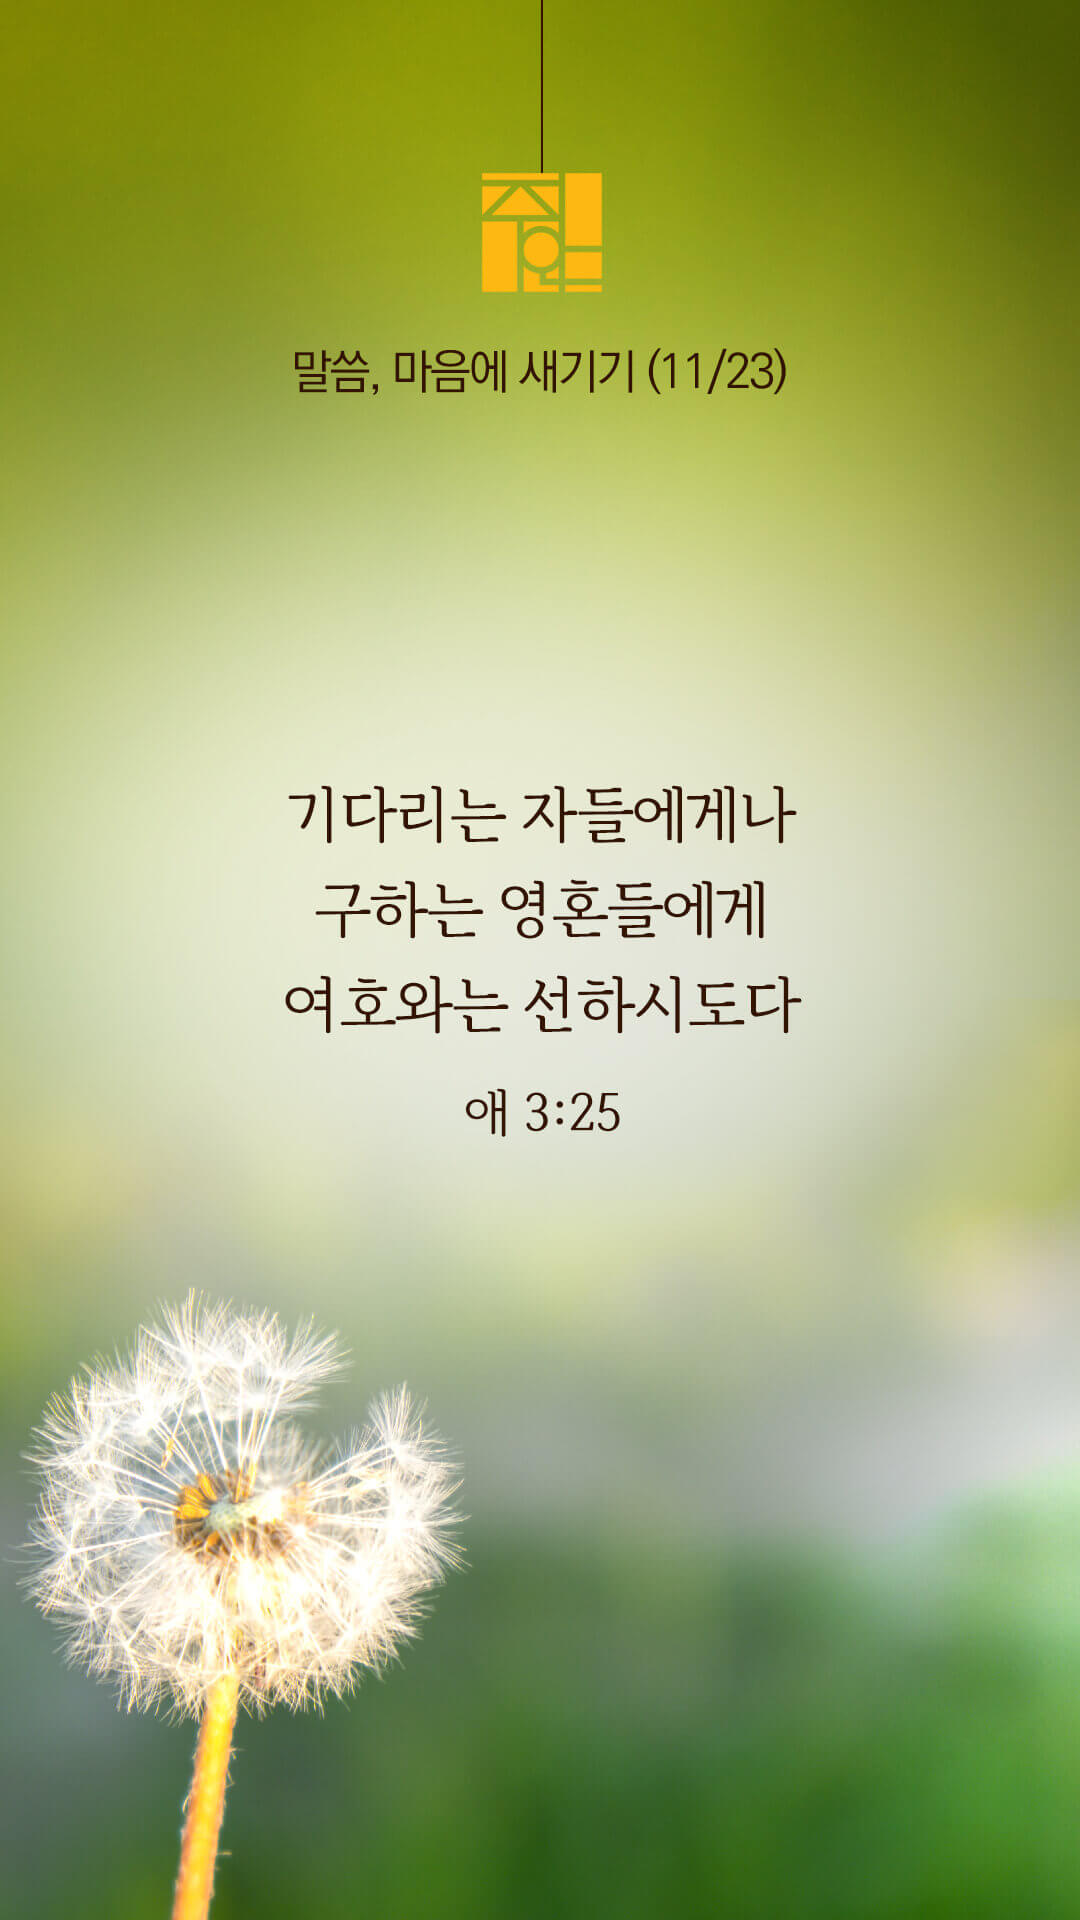 말씀, 마음에 새기기 (11/23)
기다리는 자들에게나
구하는 영혼들에게
여호와는 선하시도다
애 3:25